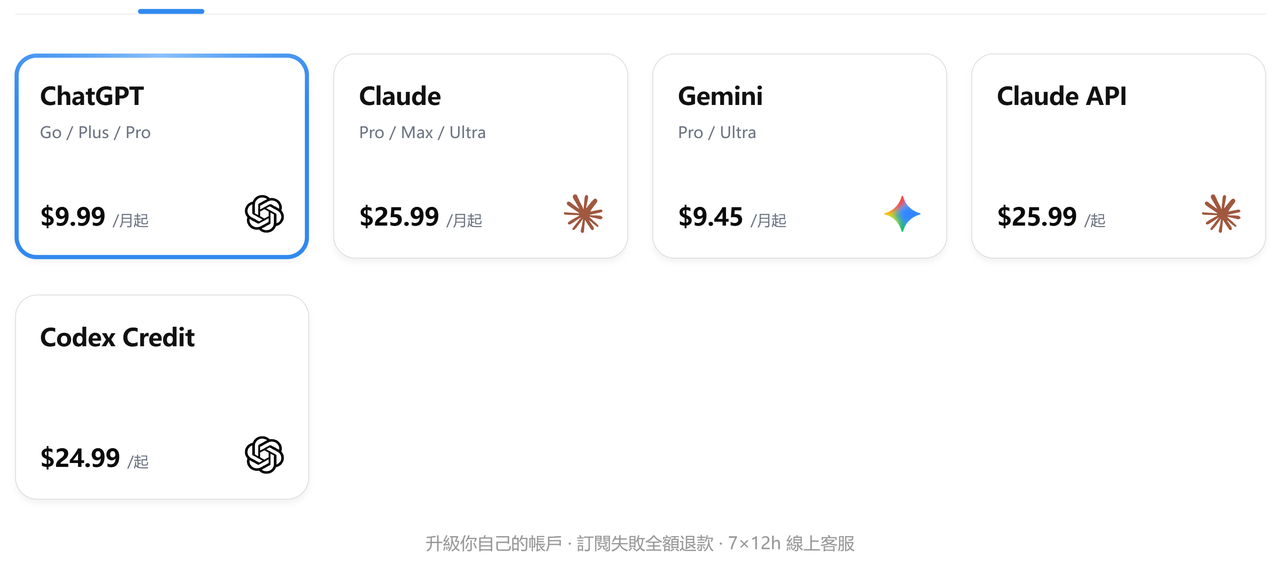 ChatGPT
Go / Plus / Pro
$9.99 /月起
Claude
Pro / Max / Ultra
$25.99 /月起
Gemini
Pro / Ultra
$9.45 /月起
Claude API
$25.99 /起
Codex Credit
$24.99 /起
升級你自己的帳戶 · 訂閱失敗全額退款 · 7×12h 線上客服